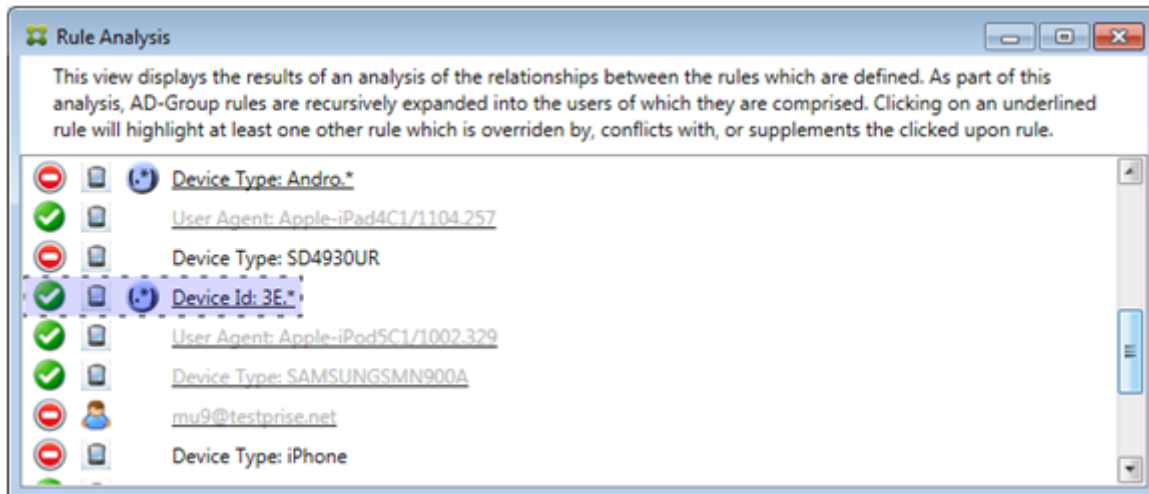 Rule Analysis
This view displays the results of an analysis of the relationships between the rules which are defined. As part of this
analysis, AD-Group rules are recursively expanded into the users of which they are comprised. Clicking on an underlined
rule will highlight at least one other rule which is overriden by, conflicts with, or supplements the clicked upon rule.
(.*) Device Type: Andro.*
User Agent: Apple-iPad4C1/1104.257
Device Type: SD4930UR
(.*) Device Id: 3E.*
User Agent: Apple-iPod5C1/1002.329
Device Type: SAMSUNGSMN900A
mu9@testprise.net
Device Type: iPhone